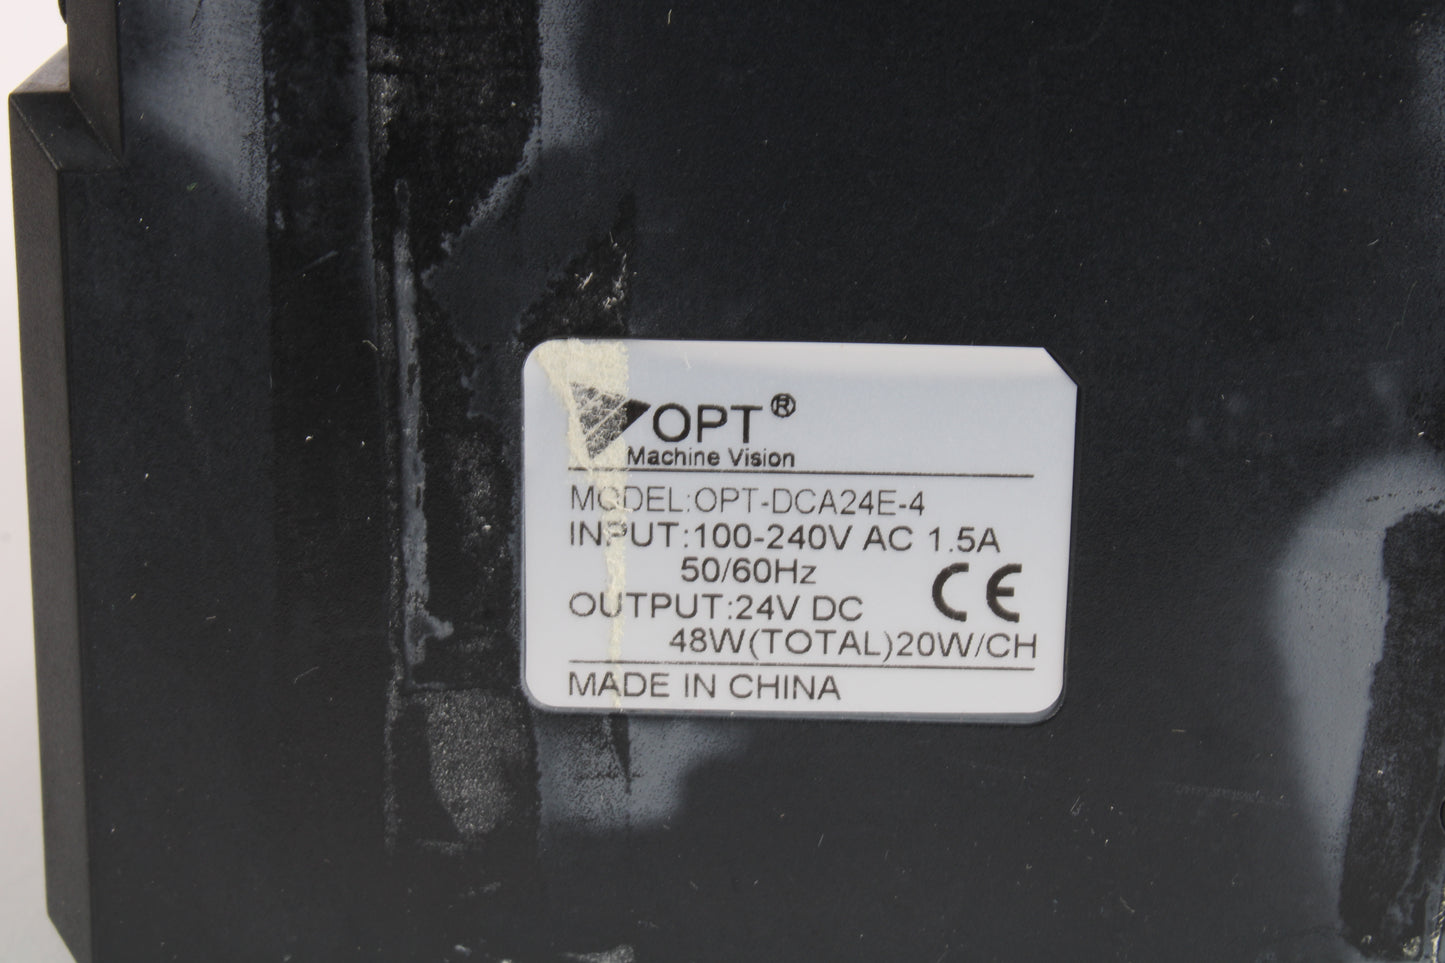 OPT®
Machine Vision
MODEL:OPT-DCA24E-4
INPUT:100-240V AC 1.5A
50/60Hz
CE
OUTPUT:24V DC
48W(TOTAL)20W/CH
MADE IN CHINA